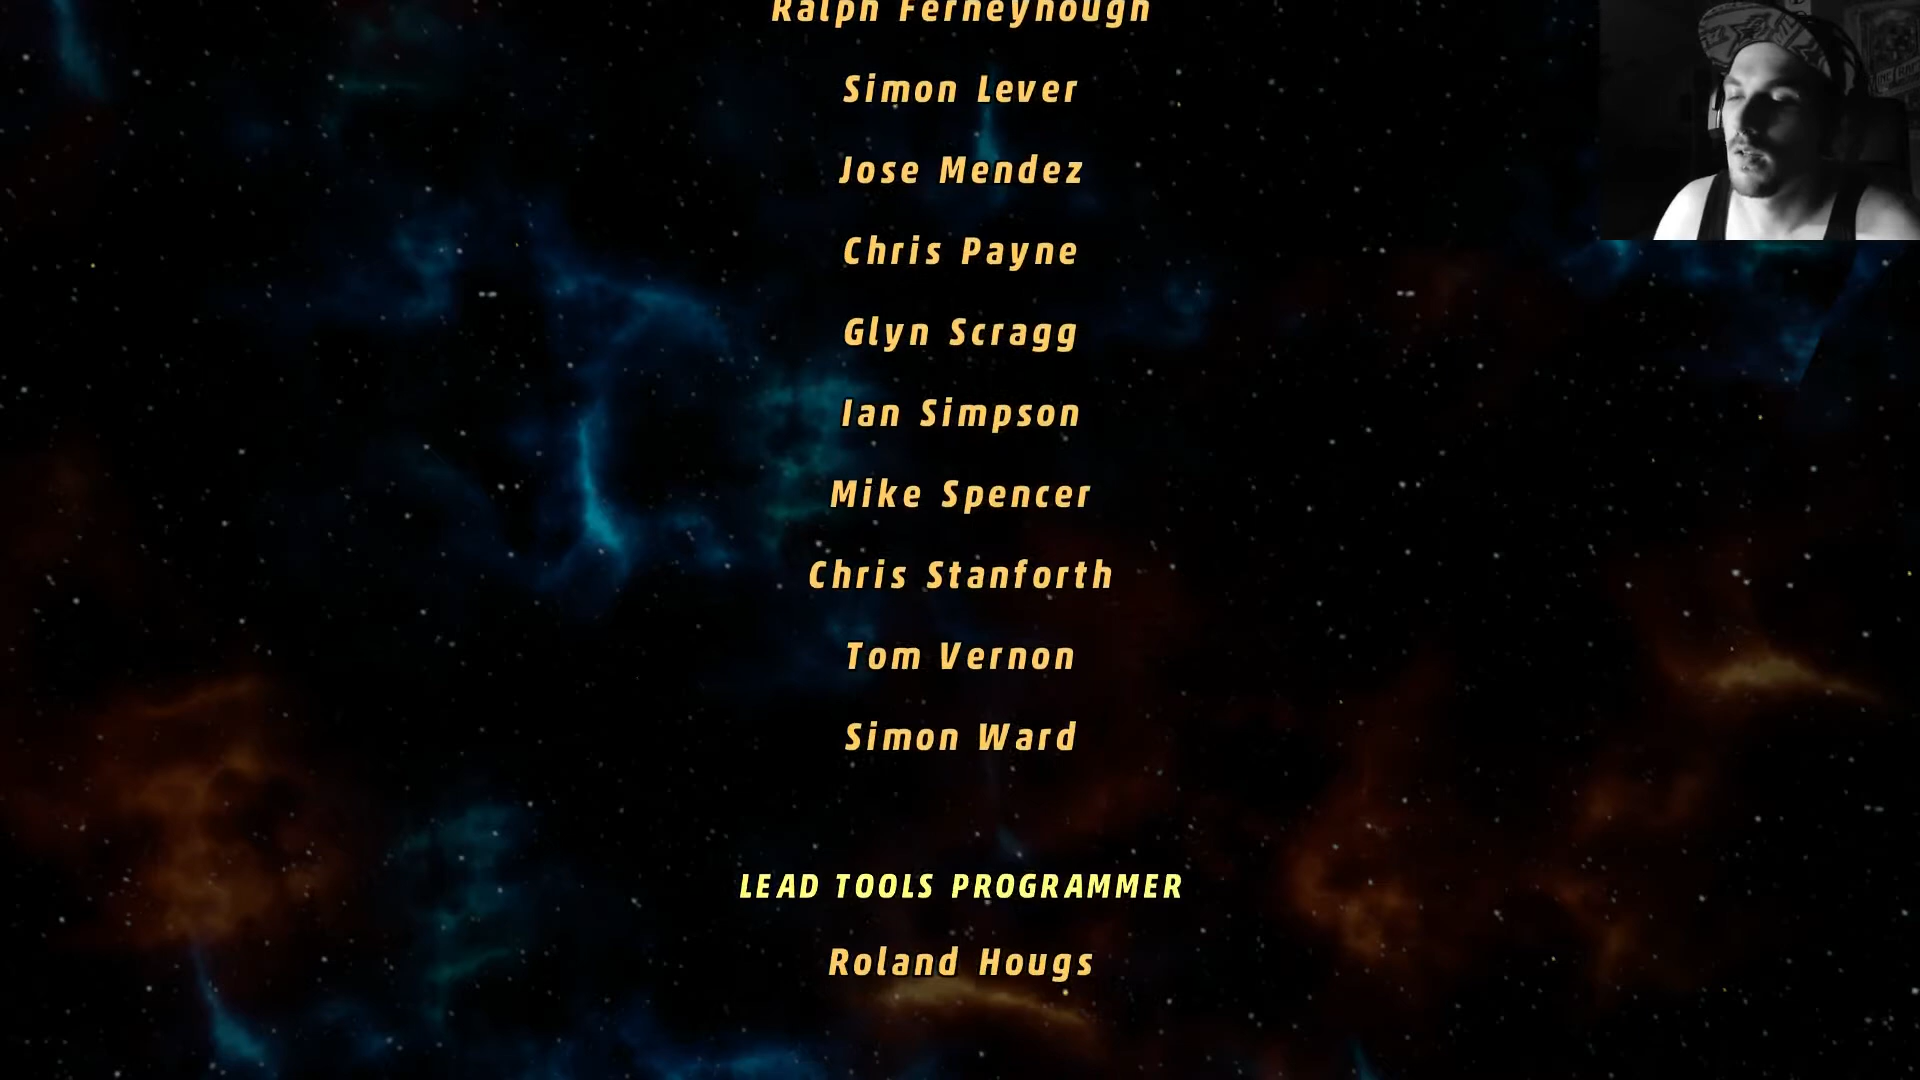 Ralph Ferneyhough
Simon Lever
Jose Mendez
Chris Payne
Glyn Scragg
Ian Simpson
Mike Spencer
Chris Stanforth
Tom Vernon
Simon Ward
LEAD TOOLS PROGRAMMER
Roland Hougs